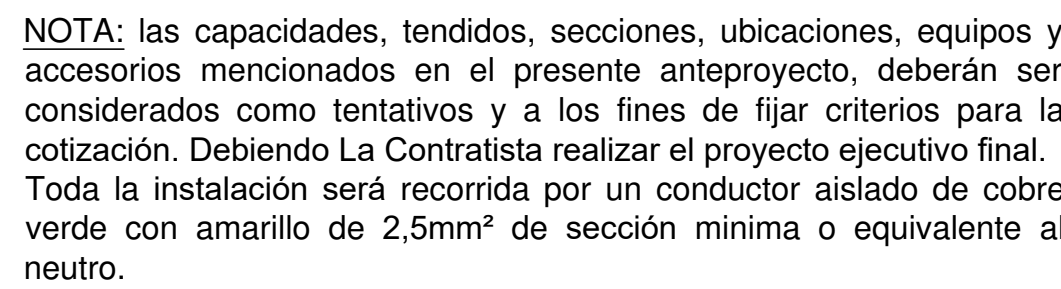 NOTA: las capacidades, tendidos, secciones, ubicaciones, equipos y
accesorios mencionados en el presente anteproyecto, deberán ser
considerados como tentativos y a los fines de fijar criterios para la
cotización. Debiendo La Contratista realizar el proyecto ejecutivo final.
Toda la instalación será recorrida por un conductor aislado de cobre
verde con amarillo de 2,5mm² de sección minima o equivalente al
neutro.